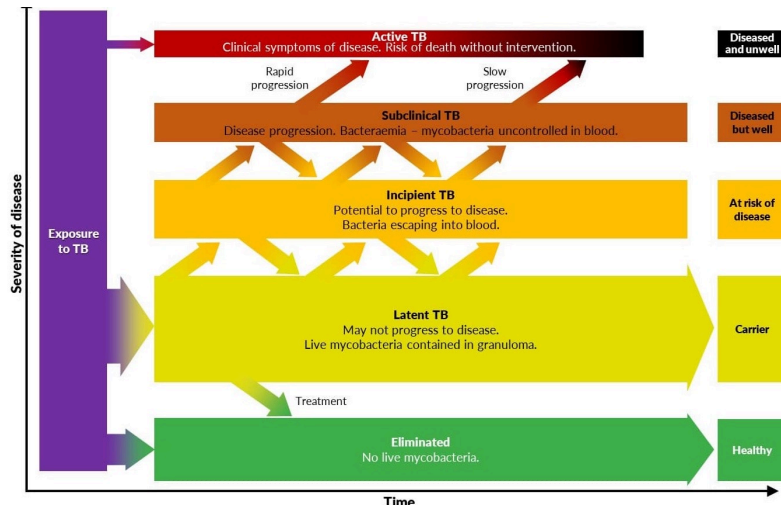 Active TB
Clinical symptoms of disease. Risk of death without intervention.
Diseased
and unwell
Rapid
progression
Slow
progression
Subclinical TB
Disease progression. Bacteraemia – mycobacteria uncontrolled in blood.
Diseased
but well
Incipient TB
Potential to progress to disease.
Bacteria escaping into blood.
At risk of
disease
Exposure
to TB
Severity of disease
Latent TB
May not progress to disease.
Live mycobacteria contained in granuloma.
Carrier
Treatment
Eliminated
No live mycobacteria.
Healthy
Time